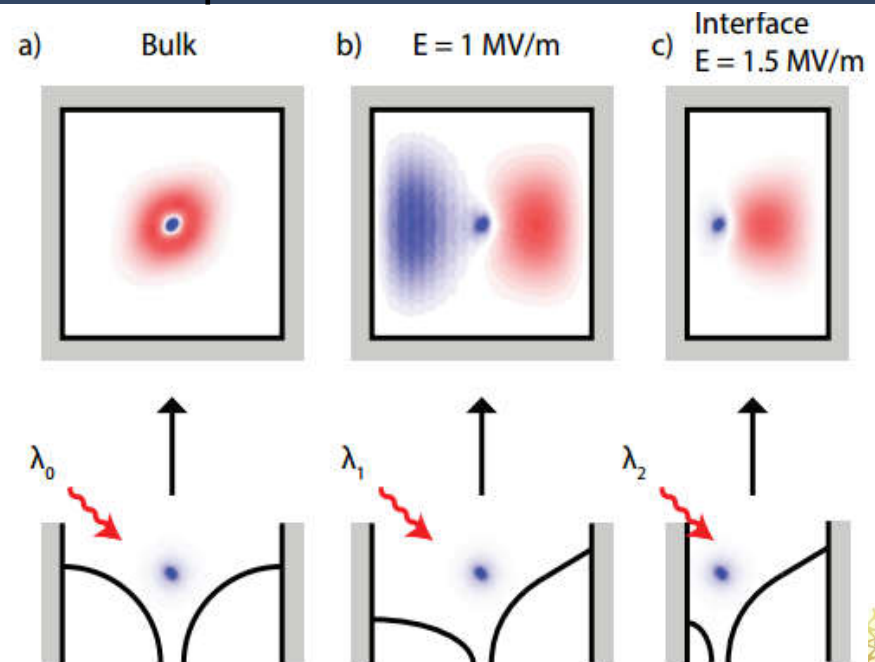 a) Bulk
b) E = 1 MV/m
c) Interface
E = 1.5 MV/m
λ₀
λ₁
λ₂